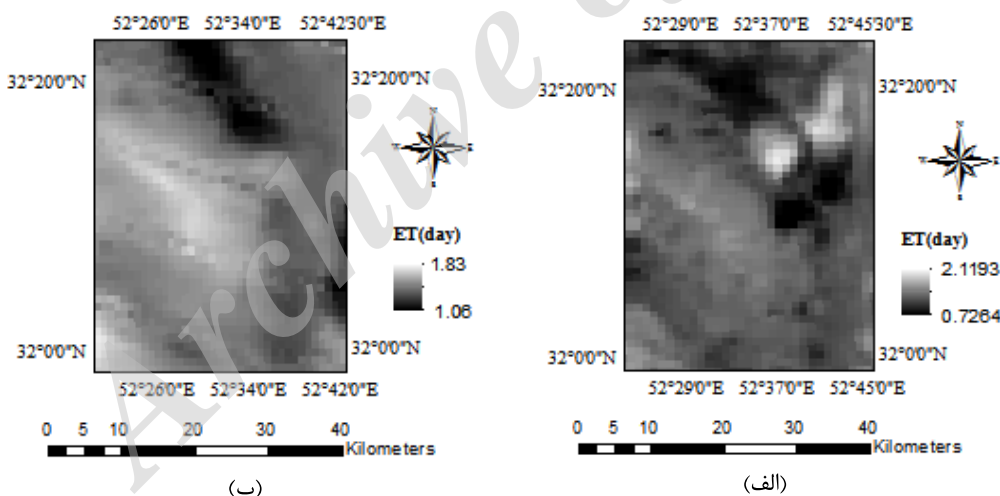 52°26'0"E 52°34'0"E 52°42'30"E
32°20'0"N
32°20'0"N
ET(day)
1.83
1.06
32°0'0"N
32°0'0"N
52°26'0"E 52°34'0"E 52°42'0"E
0 5 10 20 30 40
Kilometers
(ب)
52°29'0"E 52°37'0"E 52°45'30"E
32°20'0"N
32°20'0"N
N
W E
S
ET(day)
2.1193
0.7264
32°0'0"N
32°0'0"N
52°29'0"E 52°37'0"E 52°45'0"E
0 5 10 20 30 40
Kilometers
(الف)
Archive of